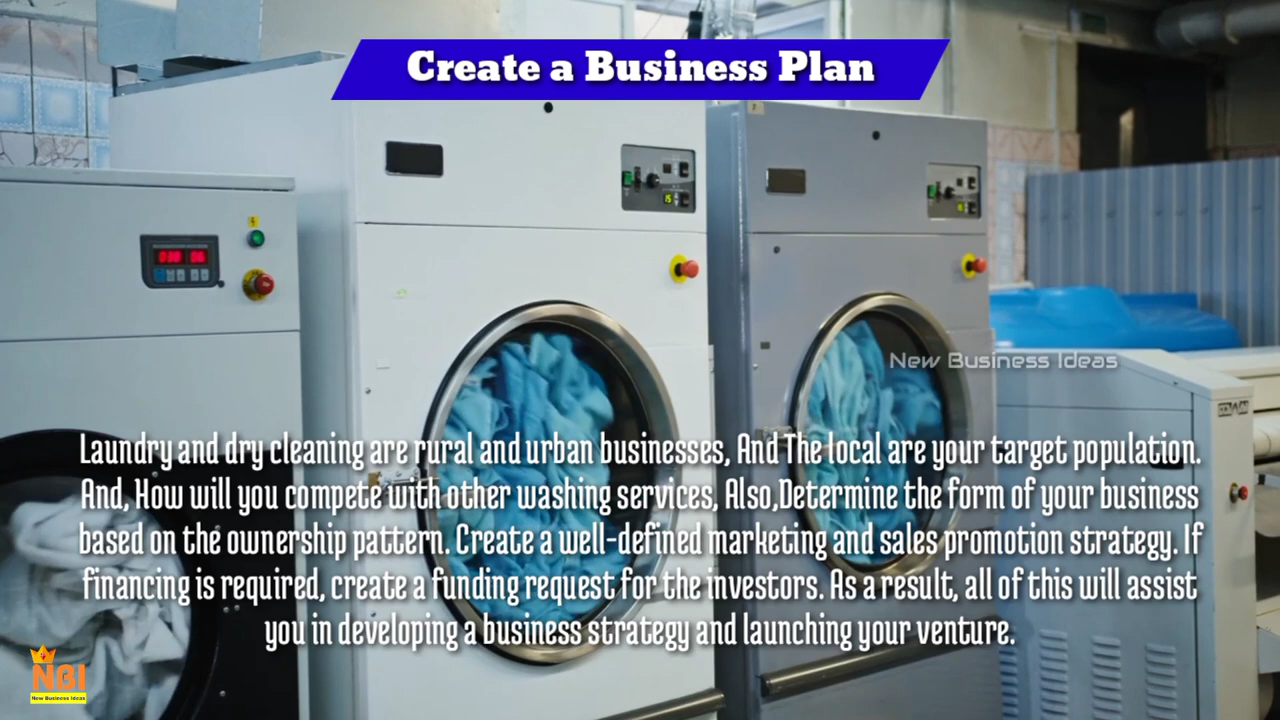 Create a Business Plan
New Business Ideas
Laundry and dry cleaning are rural and urban businesses, And The local are your target population.
And, How will you compete with other washing services, Also,Determine the form of your business
based on the ownership pattern. Create a well-defined marketing and sales promotion strategy. If
financing is required, create a funding request for the investors. As a result, all of this will assist
you in developing a business strategy and launching your venture.
NBI
New Business Ideas